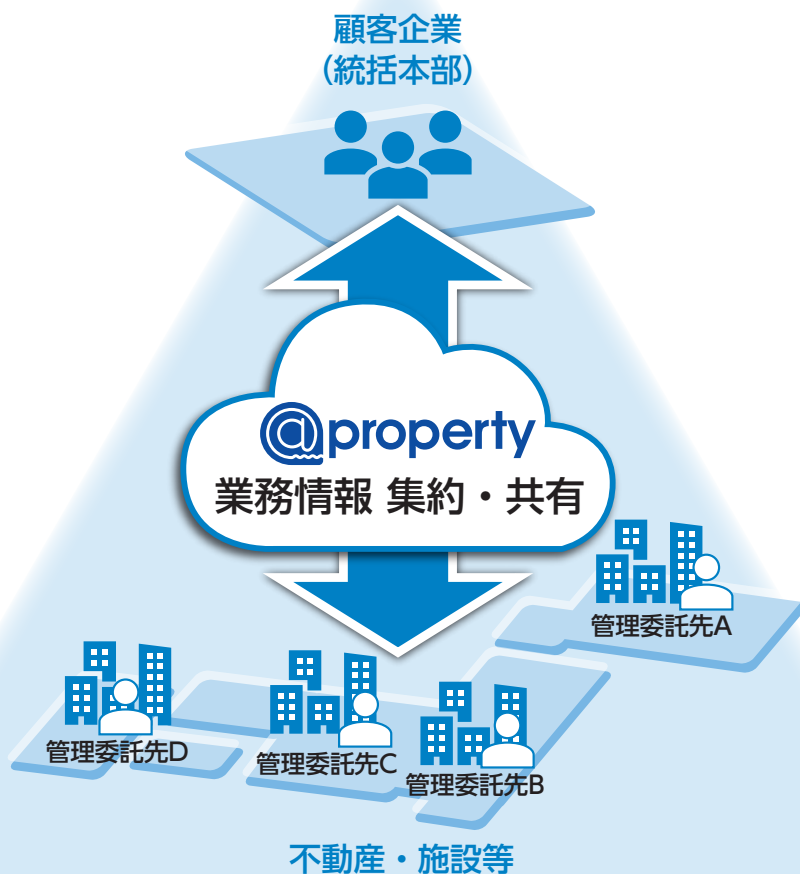 顧客企業
(統括本部)
@property
業務情報 集約・共有
管理委託先A
管理委託先D
管理委託先C
管理委託先B
不動産・施設等